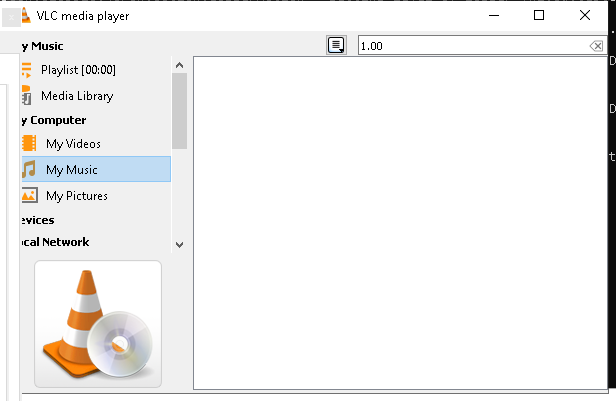 VLC media player
y Music
1.00
Playlist [00:00]
Media Library
y Computer
My Videos
My Music
My Pictures
evices
ocal Network
.
D
D
t